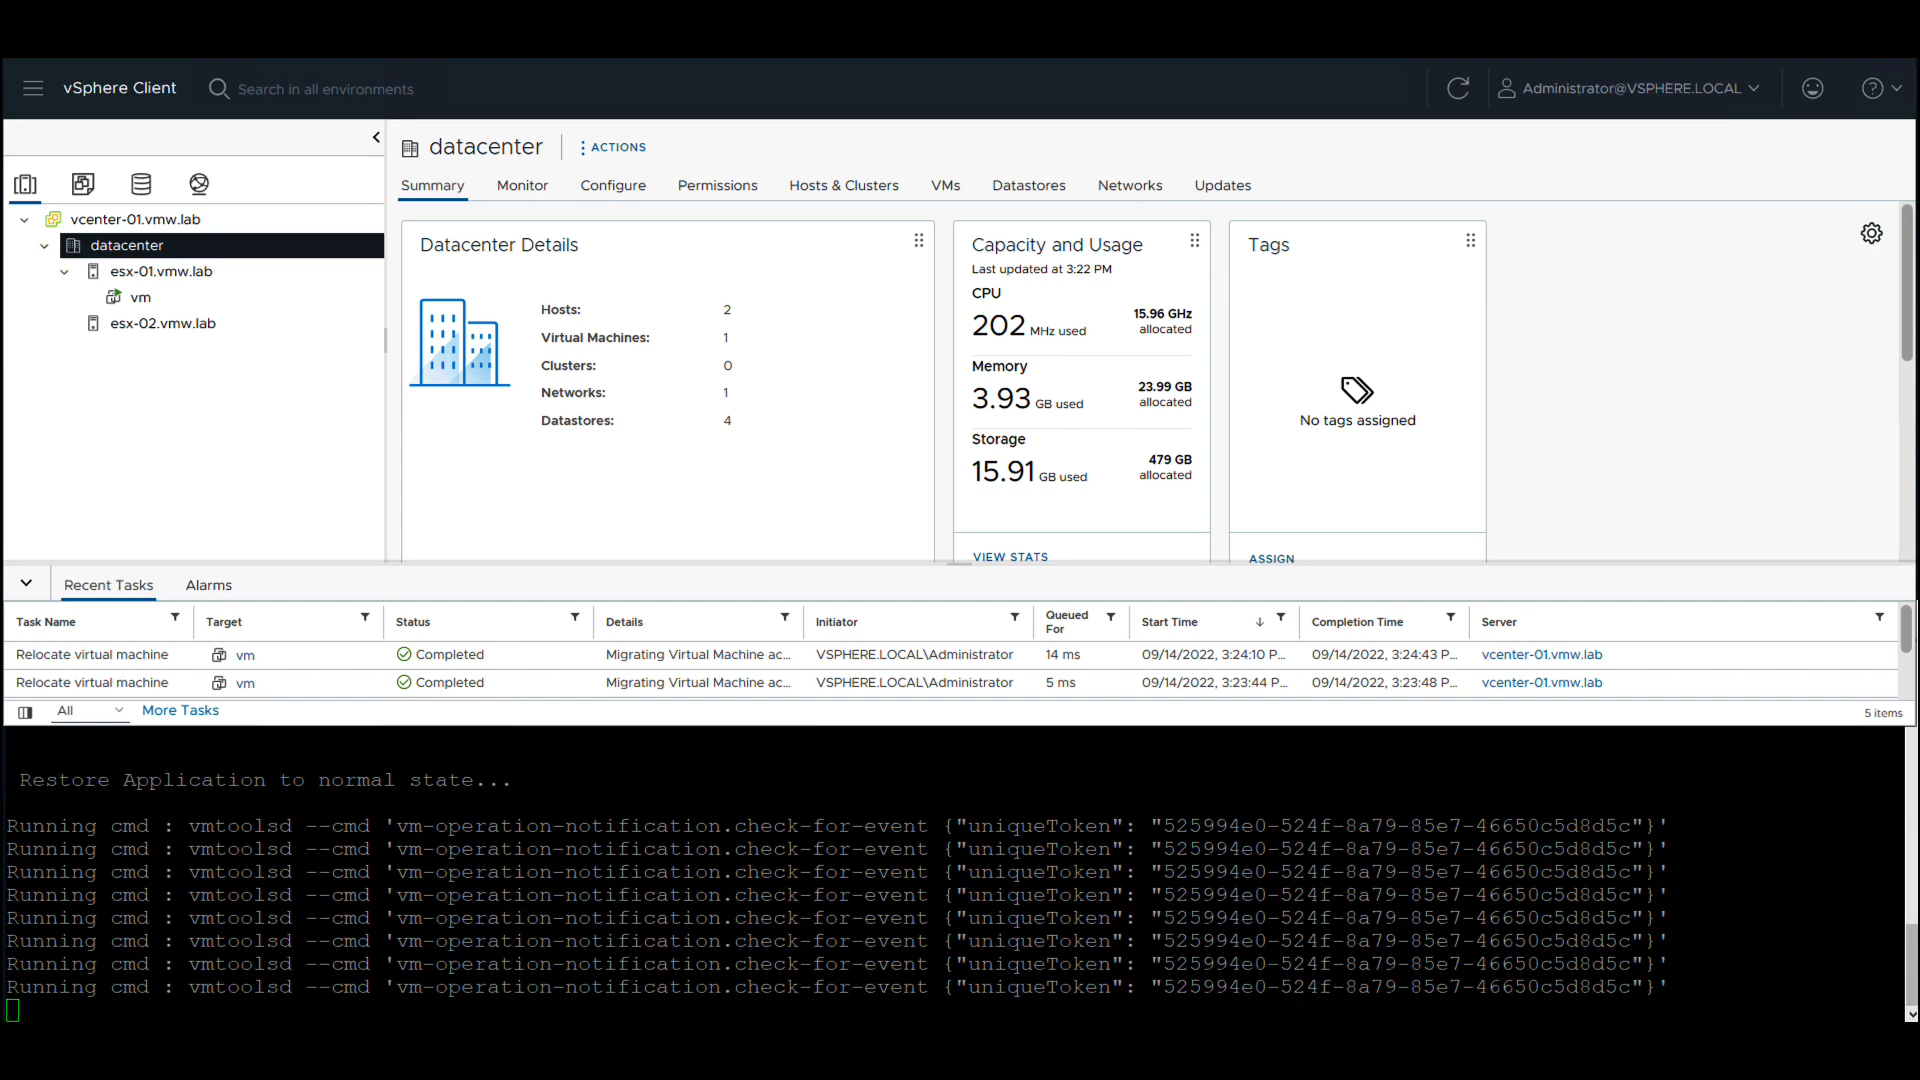 vSphere Client
Search in all environments
Administrator@VSPHERE.LOCAL
vcenter-01.vmw.lab
datacenter
esx-01.vmw.lab
vm
esx-02.vmw.lab
datacenter
ACTIONS
Summary Monitor Configure Permissions Hosts & Clusters VMs Datastores Networks Updates
Datacenter Details
Hosts: 2
Virtual Machines: 1
Clusters: 0
Networks: 1
Datastores: 4
Capacity and Usage
Last updated at 3:22 PM
CPU
202 MHz used
15.96 GHz
allocated
Memory
3.93 GB used
23.99 GB
allocated
Storage
15.91 GB used
479 GB
allocated
VIEW STATS
Tags
No tags assigned
ASSIGN
Recent Tasks Alarms
Task Name Target Status Details Initiator Queued For Start Time Completion Time Server
Relocate virtual machine vm Completed Migrating Virtual Machine ac... VSPHERE.LOCAL\Administrator 14 ms 09/14/2022, 3:24:10 P... 09/14/2022, 3:24:43 P... vcenter-01.vmw.lab
Relocate virtual machine vm Completed Migrating Virtual Machine ac... VSPHERE.LOCAL\Administrator 5 ms 09/14/2022, 3:23:44 P... 09/14/2022, 3:23:48 P... vcenter-01.vmw.lab
All More Tasks 5 items
Restore Application to normal state...
Running cmd : vmtoolsd --cmd 'vm-operation-notification.check-for-event {"uniqueToken": "525994e0-524f-8a79-85e7-46650c5d8d5c"}'
Running cmd : vmtoolsd --cmd 'vm-operation-notification.check-for-event {"uniqueToken": "525994e0-524f-8a79-85e7-46650c5d8d5c"}'
Running cmd : vmtoolsd --cmd 'vm-operation-notification.check-for-event {"uniqueToken": "525994e0-524f-8a79-85e7-46650c5d8d5c"}'
Running cmd : vmtoolsd --cmd 'vm-operation-notification.check-for-event {"uniqueToken": "525994e0-524f-8a79-85e7-46650c5d8d5c"}'
Running cmd : vmtoolsd --cmd 'vm-operation-notification.check-for-event {"uniqueToken": "525994e0-524f-8a79-85e7-46650c5d8d5c"}'
Running cmd : vmtoolsd --cmd 'vm-operation-notification.check-for-event {"uniqueToken": "525994e0-524f-8a79-85e7-46650c5d8d5c"}'
Running cmd : vmtoolsd --cmd 'vm-operation-notification.check-for-event {"uniqueToken": "525994e0-524f-8a79-85e7-46650c5d8d5c"}'
Running cmd : vmtoolsd --cmd 'vm-operation-notification.check-for-event {"uniqueToken": "525994e0-524f-8a79-85e7-46650c5d8d5c"}'